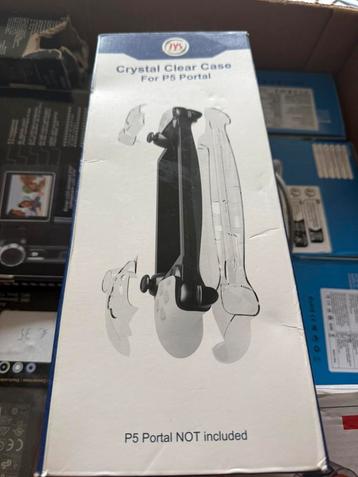 JYS
Crystal Clear Case
For P5 Portal
P5 Portal NOT included